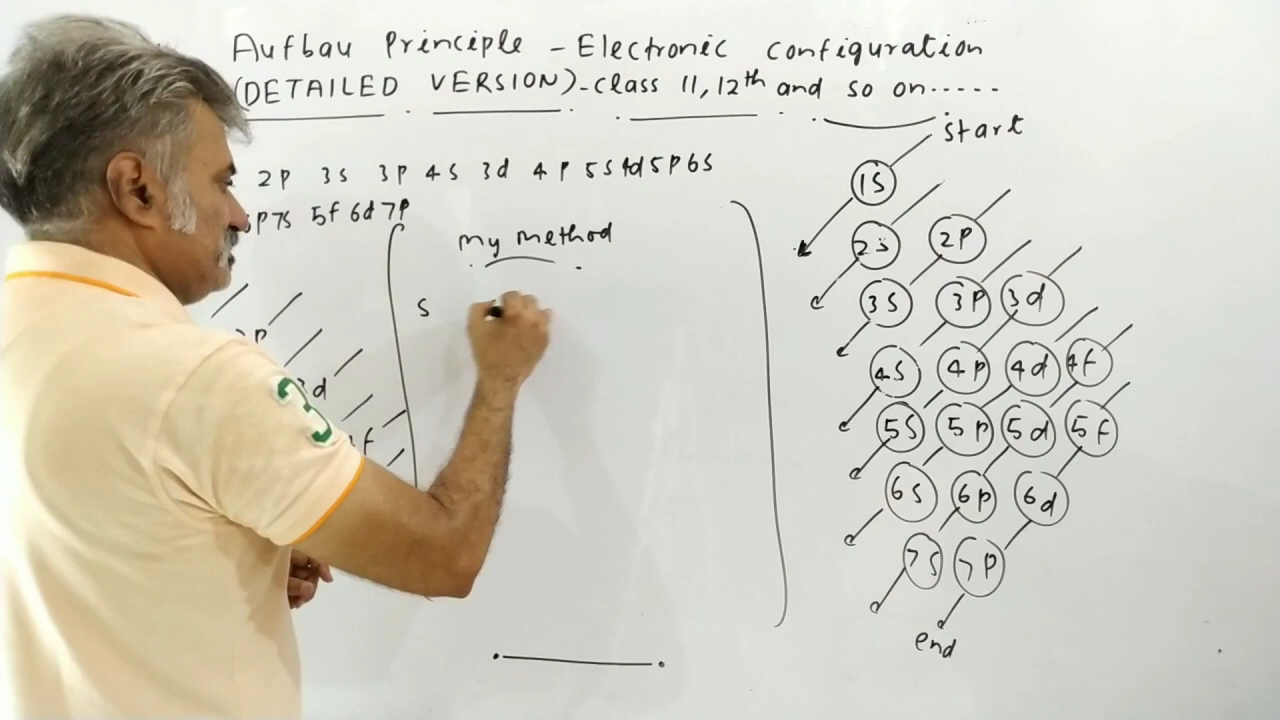 Aufbau Principle - Electronic configuration
(DETAILED VERSION)-class 11, 12th and so on.....
start
2P 3s 3P 4S 3d 4P 5S 4d 5P 6S
P 7S 5f 6d 7P
my method
S
1S
2S 2P
3S 3P 3d
4S 4P 4d 4f
5S 5P 5d 5f
6S 6P 6d
7S 7P
end
P
d
f
3